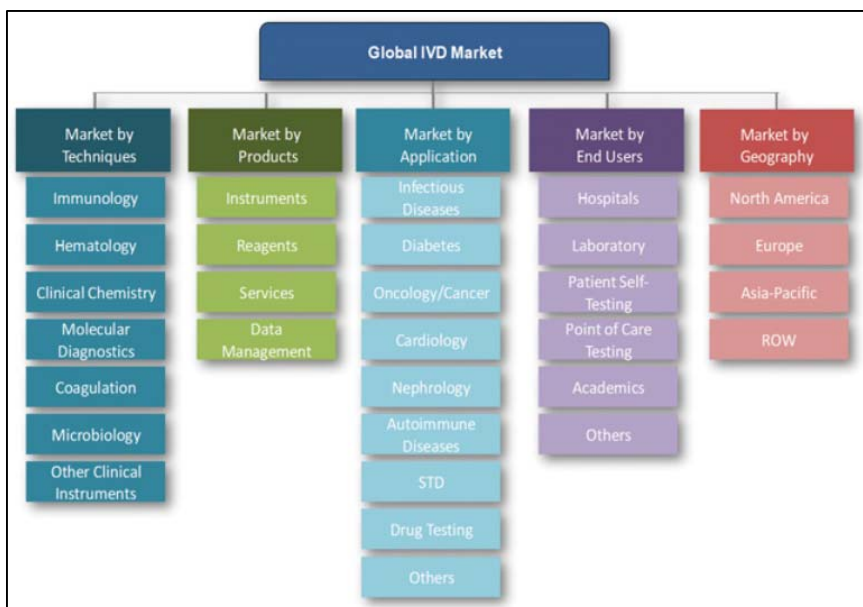 Global IVD Market
Market by
Techniques
Immunology
Hematology
Clinical Chemistry
Molecular
Diagnostics
Coagulation
Microbiology
Other Clinical
Instruments
Market by
Products
Instruments
Reagents
Services
Data
Management
Market by
Application
Infectious
Diseases
Diabetes
Oncology/Cancer
Cardiology
Nephrology
Autoimmune
Diseases
STD
Drug Testing
Others
Market by
End Users
Hospitals
Laboratory
Patient Self-
Testing
Point of Care
Testing
Academics
Others
Market by
Geography
North America
Europe
Asia-Pacific
ROW